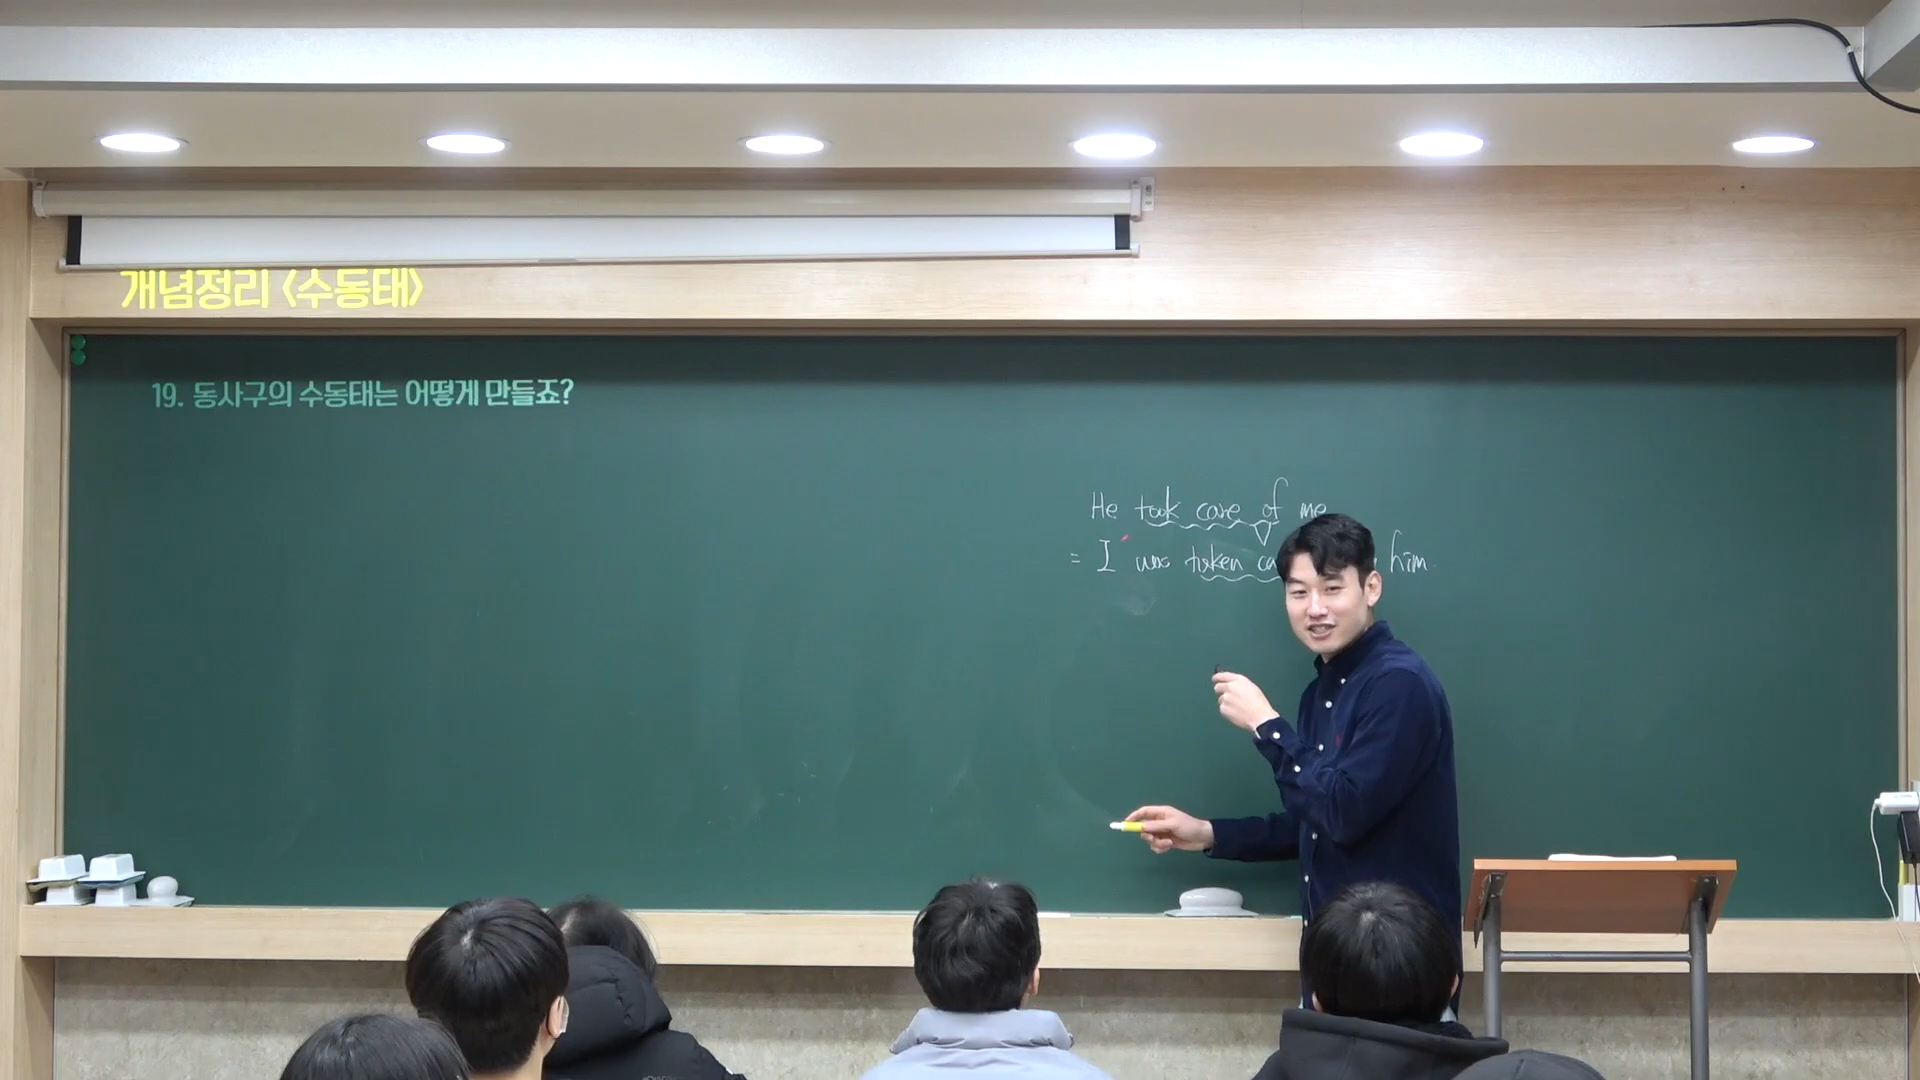 개념정리 <수동태>
19. 동사구의 수동태는 어떻게 만들죠?
He took care of me
= I was taken ca him.